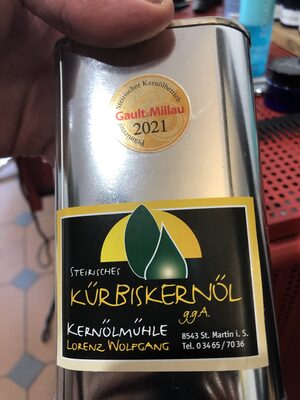 Steirischer Kernölbetrieb
Gault&Millau
2021
Prämierter
STEIRISCHES
KÜRBISKERNÖL
g.g.A.
KERNÖLMÜHLE
LORENZ WOLFGANG
8543 St. Martin i. S.
Tel. 0 34 65 / 70 36